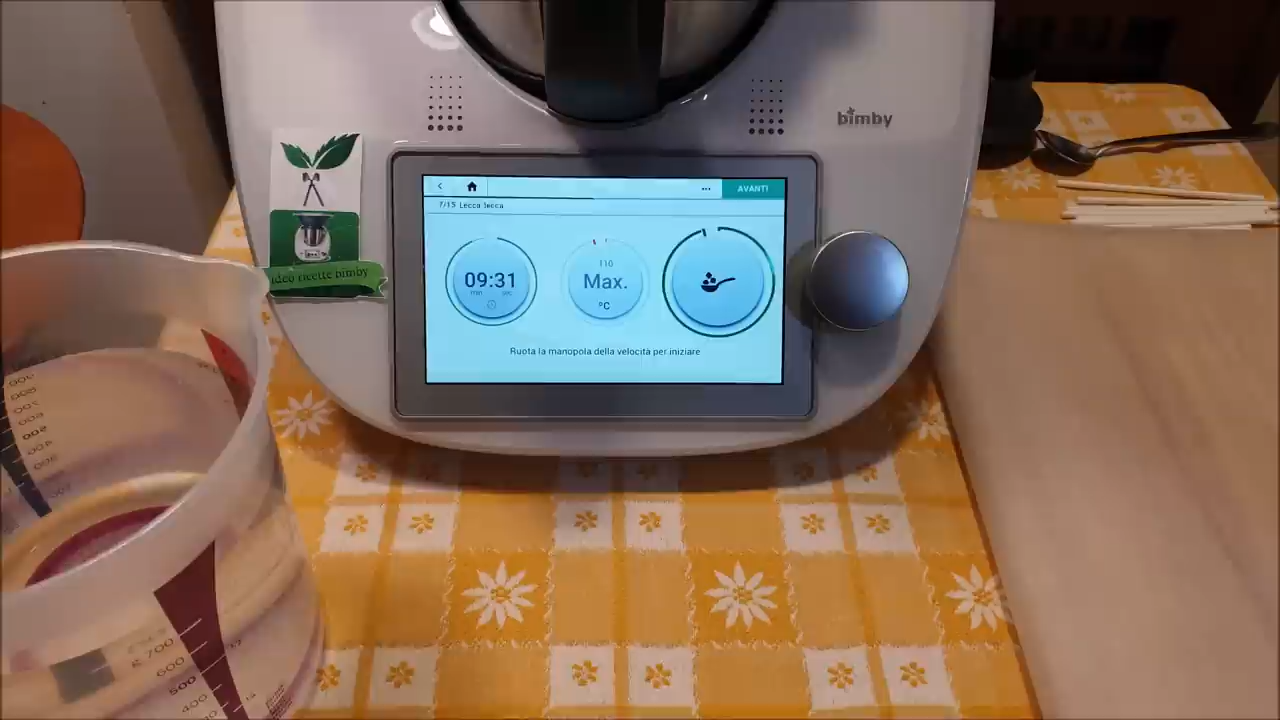 bimby
AVANTI
7/15 Lecca lecca
09:31
min sec
110
Max.
°C
Ruota la manopola della velocità per iniziare
ideo ricette bimby
700
600
500
400